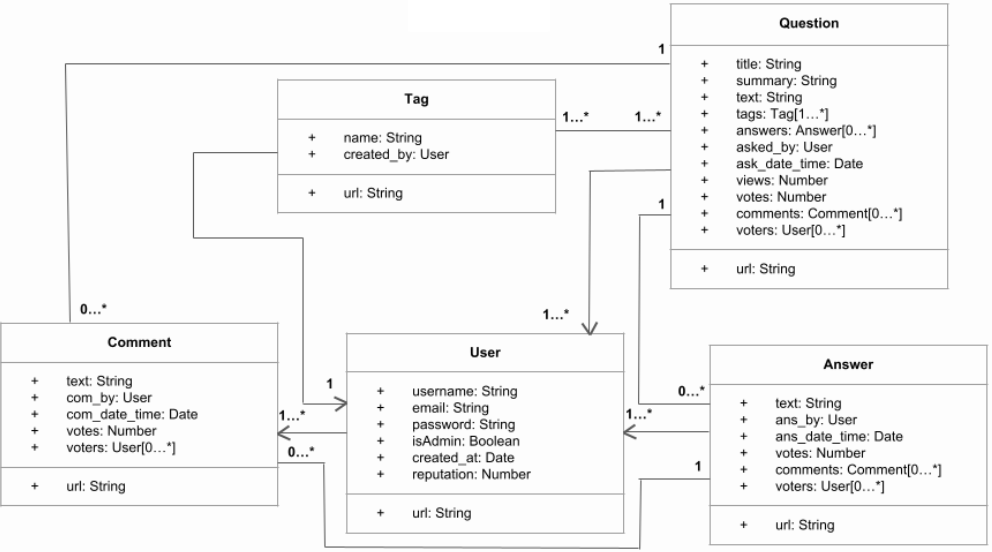 Question
+ title: String
+ summary: String
+ text: String
+ tags: Tag[1...*]
+ answers: Answer[0...*]
+ asked_by: User
+ ask_date_time: Date
+ views: Number
+ votes: Number
+ comments: Comment[0...*]
+ voters: User[0...*]
+ url: String
1
Tag
+ name: String
+ created_by: User
+ url: String
1...*
1...*
1
0...*
1...*
Comment
+ text: String
+ com_by: User
+ com_date_time: Date
+ votes: Number
+ voters: User[0...*]
+ url: String
1
1...*
0...*
User
+ username: String
+ email: String
+ password: String
+ isAdmin: Boolean
+ created_at: Date
+ reputation: Number
+ url: String
0...*
1...*
1
Answer
+ text: String
+ ans_by: User
+ ans_date_time: Date
+ votes: Number
+ comments: Comment[0...*]
+ voters: User[0...*]
+ url: String